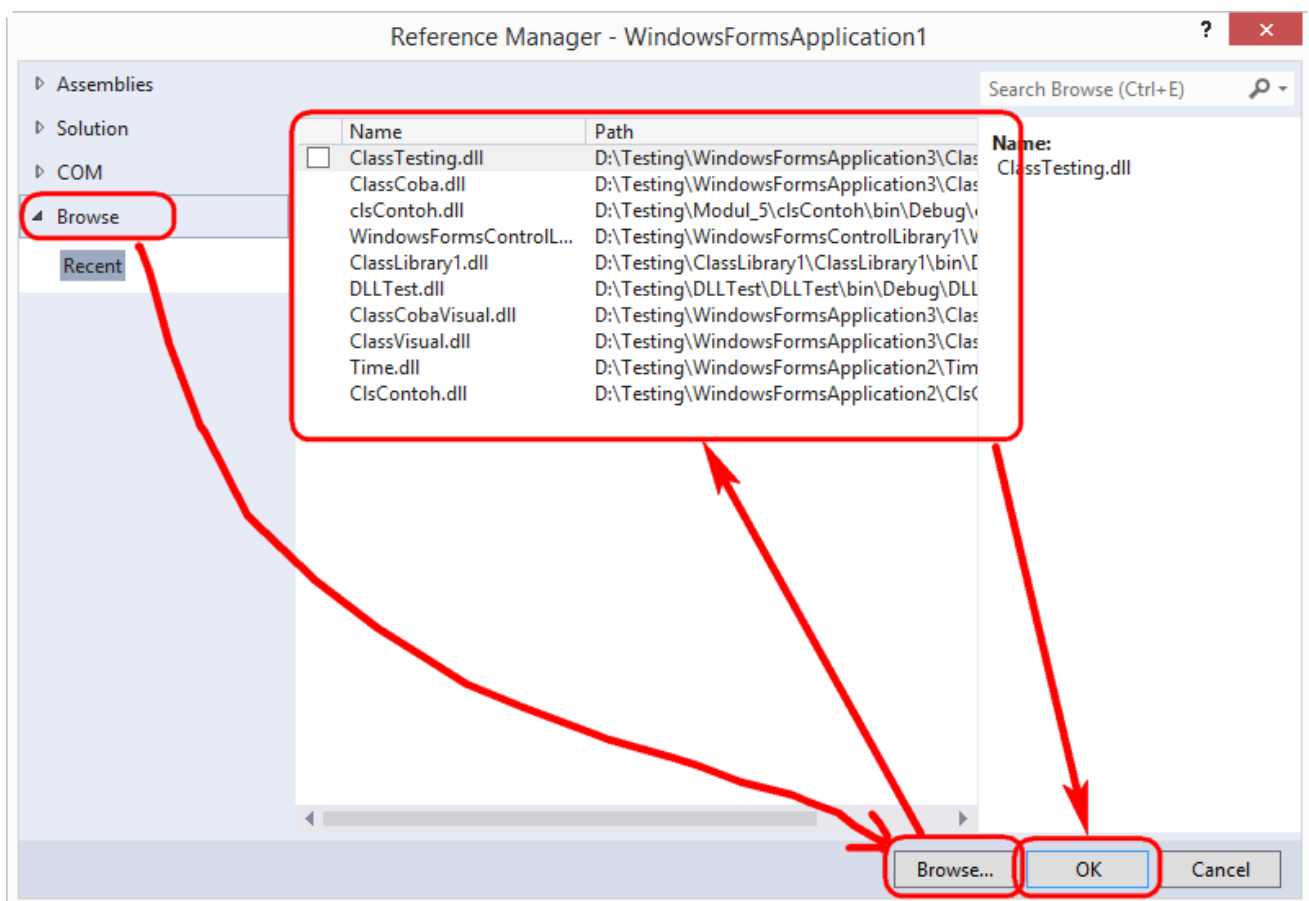 Reference Manager - WindowsFormsApplication1
?
Assemblies
Solution
COM
Browse
Recent
Search Browse (Ctrl+E)
Name Path
ClassTesting.dll D:\Testing\WindowsFormsApplication3\Clas
ClassCoba.dll D:\Testing\WindowsFormsApplication3\Clas
clsContoh.dll D:\Testing\Modul_5\clsContoh\bin\Debug\
WindowsFormsControlL... D:\Testing\WindowsFormsControlLibrary1\
ClassLibrary1.dll D:\Testing\ClassLibrary1\ClassLibrary1\bin\
DLLTest.dll D:\Testing\DLLTest\DLLTest\bin\Debug\DLL
ClassCobaVisual.dll D:\Testing\WindowsFormsApplication3\Clas
ClassVisual.dll D:\Testing\WindowsFormsApplication3\Clas
Time.dll D:\Testing\WindowsFormsApplication2\Tim
ClsContoh.dll D:\Testing\WindowsFormsApplication2\Cls
Name:
ClassTesting.dll
Browse... OK Cancel